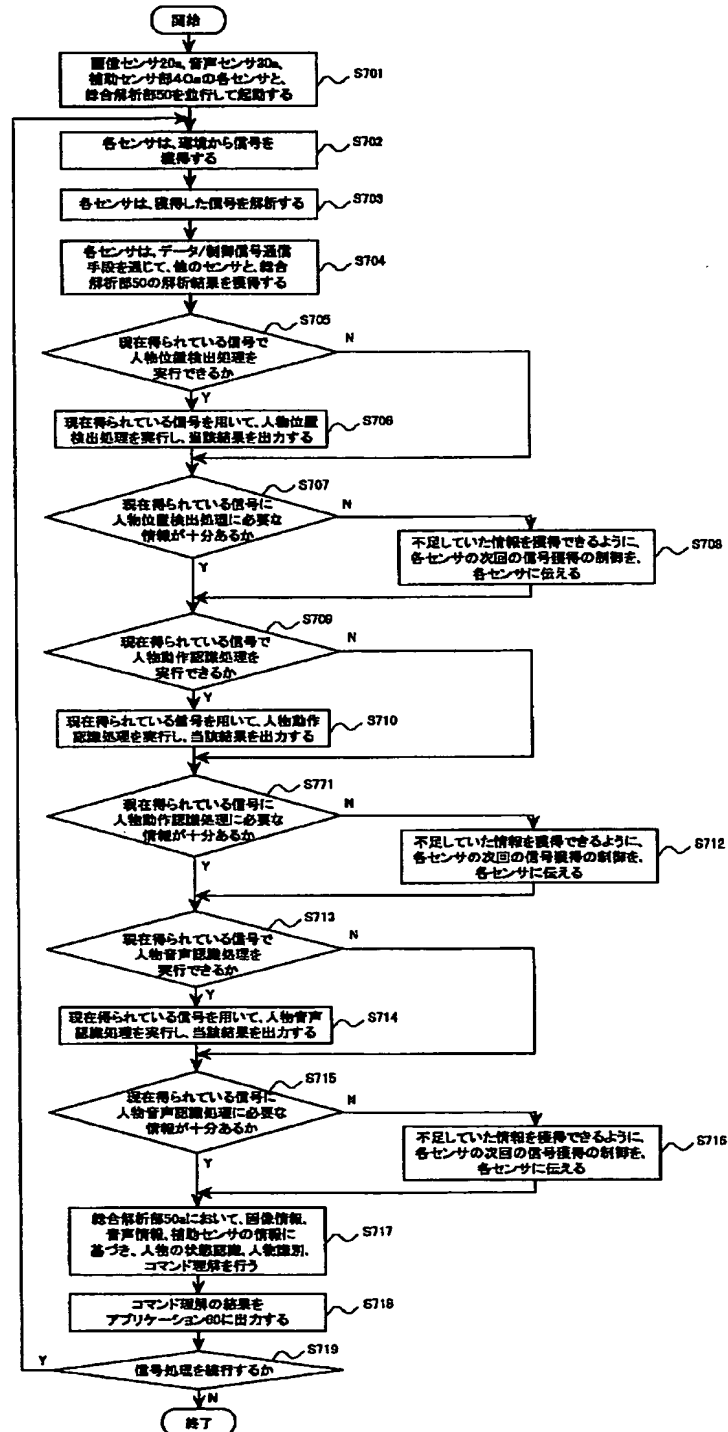 開始
画像センサ20a、音声センサ30a、
補助センサ部40aの各センサと、
総合解析部50を並行して起動する
S701
各センサは、環境から信号を
獲得する
S702
各センサは、獲得した信号を解析する
S703
各センサは、データ/制御信号通信
手段を通じて、他のセンサと、総合
解析部50の解析結果を獲得する
S704
S705
現在得られている信号で
人物位置検出処理を
実行できるか
N
Y
現在得られている信号を用いて、人物位置
検出処理を実行し、当該結果を出力する
S706
S707
現在得られている信号に
人物位置検出処理に必要な
情報が十分あるか
N
Y
不足していた情報を獲得できるように、
各センサの次回の信号獲得の制御を、
各センサに伝える
S708
S709
現在得られている信号で
人物動作認識処理を
実行できるか
N
Y
現在得られている信号を用いて、人物動作
認識処理を実行し、当該結果を出力する
S710
S771
現在得られている信号に
人物動作認識処理に必要な
情報が十分あるか
N
Y
不足していた情報を獲得できるように、
各センサの次回の信号獲得の制御を、
各センサに伝える
S712
S713
現在得られている信号で
人物音声認識処理を
実行できるか
N
Y
現在得られている信号を用いて、人物音声
認識処理を実行し、当該結果を出力する
S714
S715
現在得られている信号に
人物音声認識処理に必要な
情報が十分あるか
N
Y
不足していた情報を獲得できるように、
各センサの次回の信号獲得の制御を、
各センサに伝える
S716
総合解析部50aにおいて、画像情報、
音声情報、補助センサの情報に
基づき、人物の状態認識、人物識別、
コマンド理解を行う
S717
コマンド理解の結果を
アプリケーション60に出力する
S718
S719
Y
信号処理を続行するか
N
終了